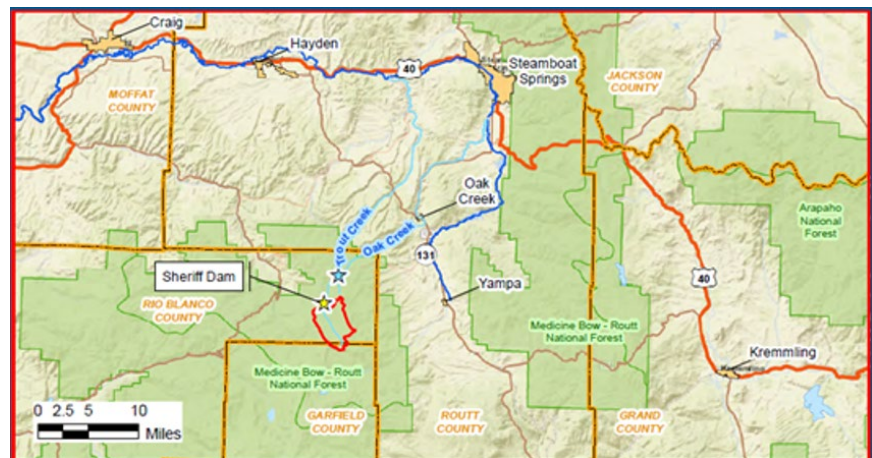 Craig
Hayden
40
Steamboat
Springs
JACKSON
COUNTY
MOFFAT
COUNTY
Oak
Creek
Trout Creek
Oak Creek
Arapaho
National
Forest
131
Sheriff Dam
Yampa
40
RIO BLANCO
COUNTY
Medicine Bow - Routt
National Forest
Kremmling
Medicine Bow - Routt
National Forest
0 2.5 5 10
Miles
GARFIELD
COUNTY
ROUTT
COUNTY
GRAND
COUNTY